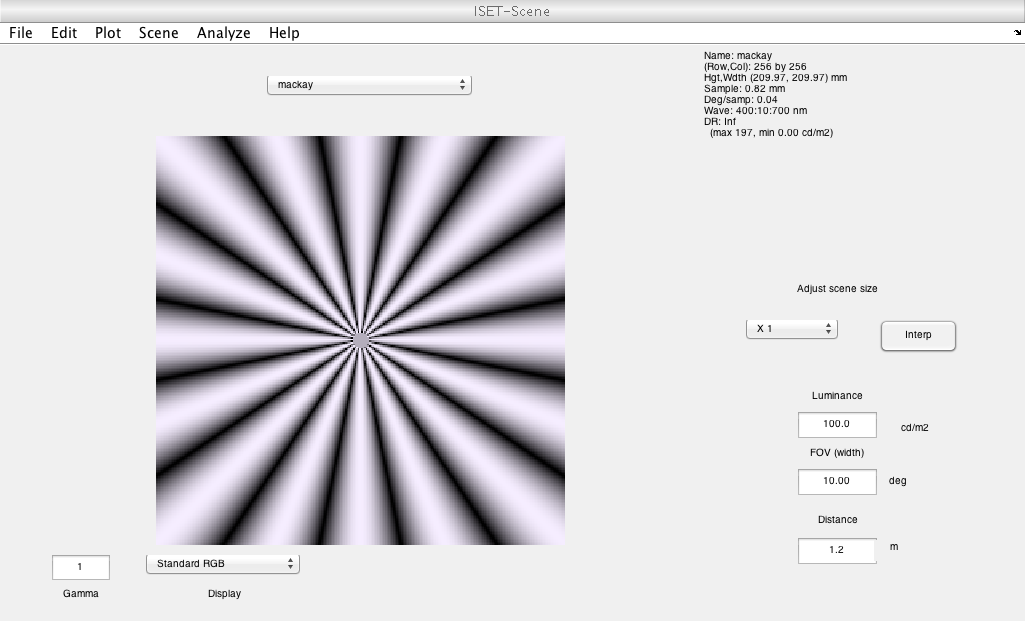 ISET-Scene
File Edit Plot Scene Analyze Help
mackay
Name: mackay
(Row,Col): 256 by 256
Hgt,Wdth (209.97, 209.97) mm
Sample: 0.82 mm
Deg/samp: 0.04
Wave: 400:10:700 nm
DR: Inf
(max 197, min 0.00 cd/m2)
Adjust scene size
X 1
Interp
Luminance
100.0 cd/m2
FOV (width)
10.00 deg
Distance
1.2 m
1
Standard RGB
Gamma
Display